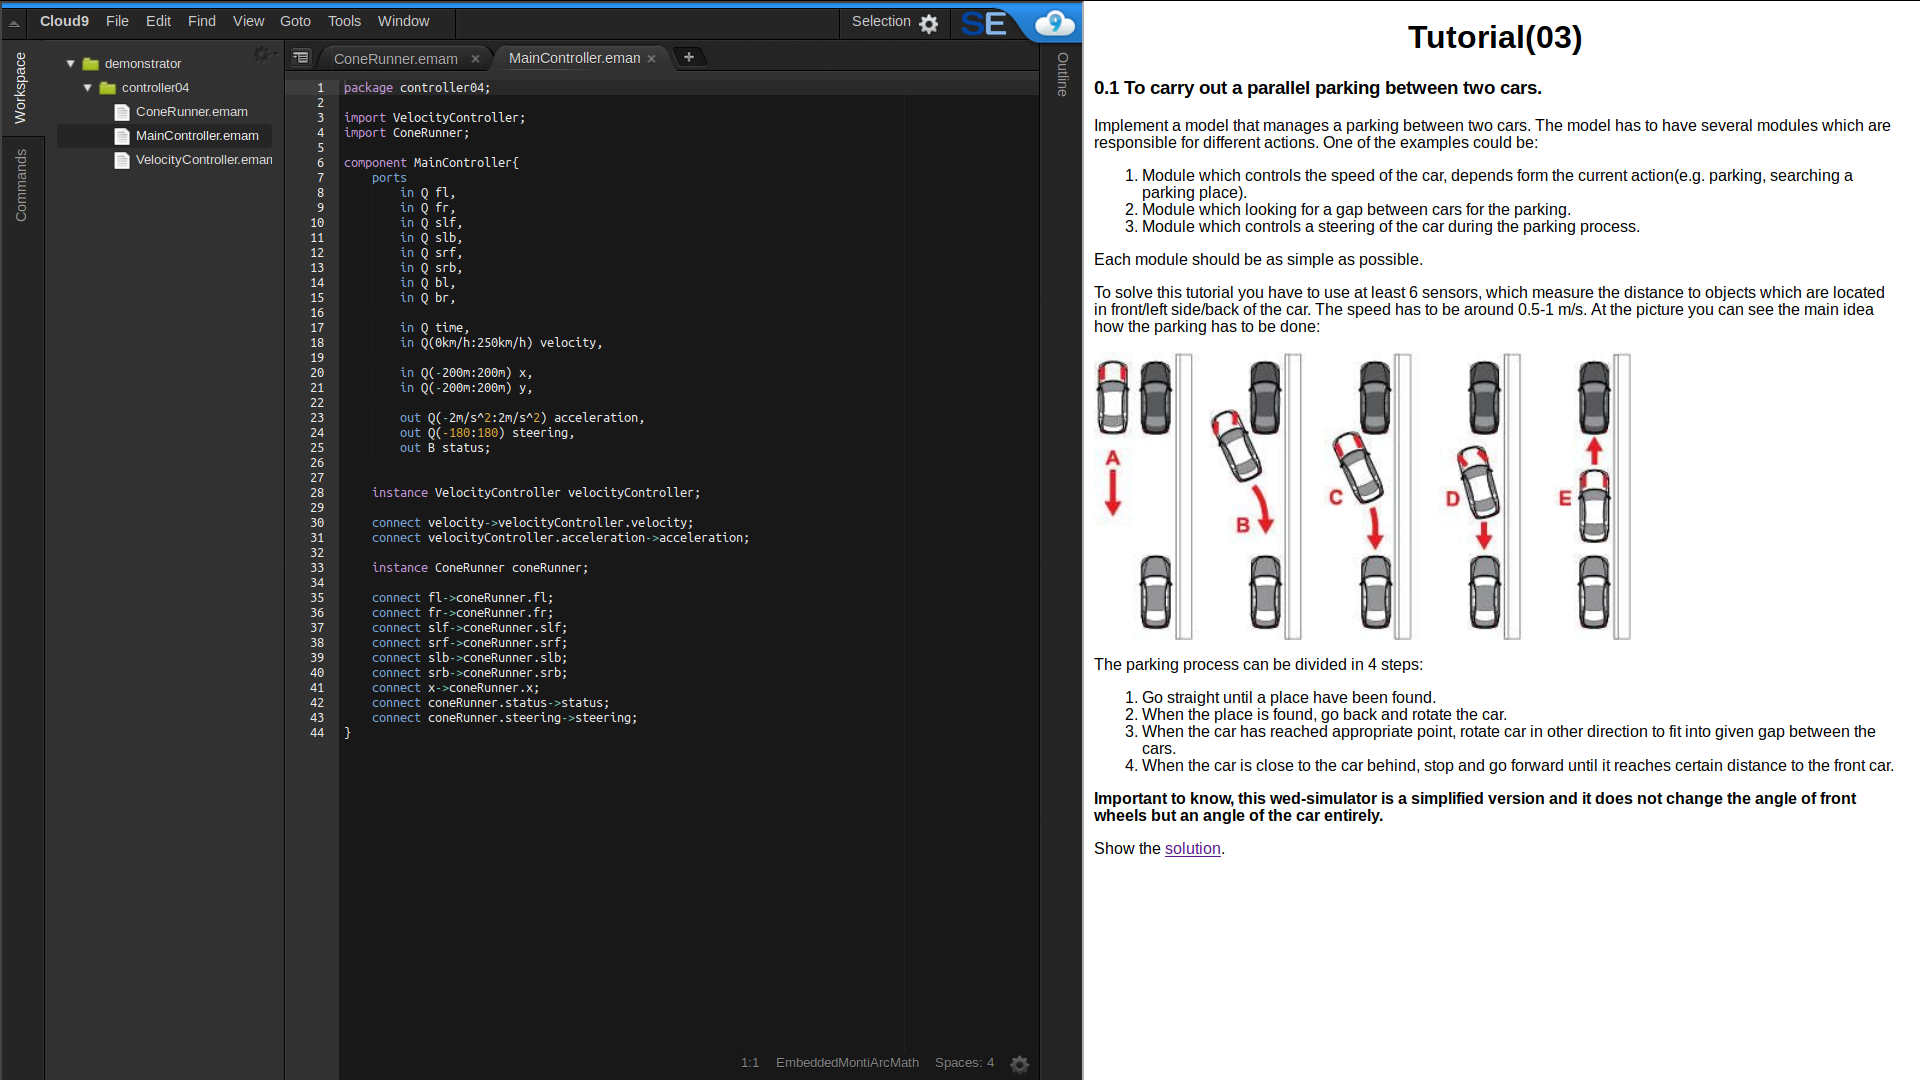 Cloud9 File Edit Find View Goto Tools Window Selection SE 9
Workspace
Commands
demonstrator
controller04
ConeRunner.emam
MainController.emam
VelocityController.emam
ConeRunner.emam × MainController.emam × +
1 package controller04;
2
3 import VelocityController;
4 import ConeRunner;
5
6 component MainController{
7 ports
8 in Q fl,
9 in Q fr,
10 in Q slf,
11 in Q slb,
12 in Q srf,
13 in Q srb,
14 in Q bl,
15 in Q br,
16
17 in Q time,
18 in Q(0km/h:250km/h) velocity,
19
20 in Q(-200m:200m) x,
21 in Q(-200m:200m) y,
22
23 out Q(-2m/s^2:2m/s^2) acceleration,
24 out Q(-180:180) steering,
25 out B status;
26
27
28 instance VelocityController velocityController;
29
30 connect velocity->velocityController.velocity;
31 connect velocityController.acceleration->acceleration;
32
33 instance ConeRunner coneRunner;
34
35 connect fl->coneRunner.fl;
36 connect fr->coneRunner.fr;
37 connect slf->coneRunner.slf;
38 connect srf->coneRunner.srf;
39 connect slb->coneRunner.slb;
40 connect srb->coneRunner.srb;
41 connect x->coneRunner.x;
42 connect coneRunner.status->status;
43 connect coneRunner.steering->steering;
44 }
1:1 EmbeddedMontiArcMath Spaces: 4
Outline
Tutorial(03)
0.1 To carry out a parallel parking between two cars.
Implement a model that manages a parking between two cars. The model has to have several modules which are
responsible for different actions. One of the examples could be:
1. Module which controls the speed of the car, depends form the current action(e.g. parking, searching a
parking place).
2. Module which looking for a gap between cars for the parking.
3. Module which controls a steering of the car during the parking process.
Each module should be as simple as possible.
To solve this tutorial you have to use at least 6 sensors, which measure the distance to objects which are located
in front/left side/back of the car. The speed has to be around 0.5-1 m/s. At the picture you can see the main idea
how the parking has to be done:
A
B
C
D
E
The parking process can be divided in 4 steps:
1. Go straight until a place have been found.
2. When the place is found, go back and rotate the car.
3. When the car has reached appropriate point, rotate car in other direction to fit into given gap between the
cars.
4. When the car is close to the car behind, stop and go forward until it reaches certain distance to the front car.
Important to know, this wed-simulator is a simplified version and it does not change the angle of front
wheels but an angle of the car entirely.
Show the solution.